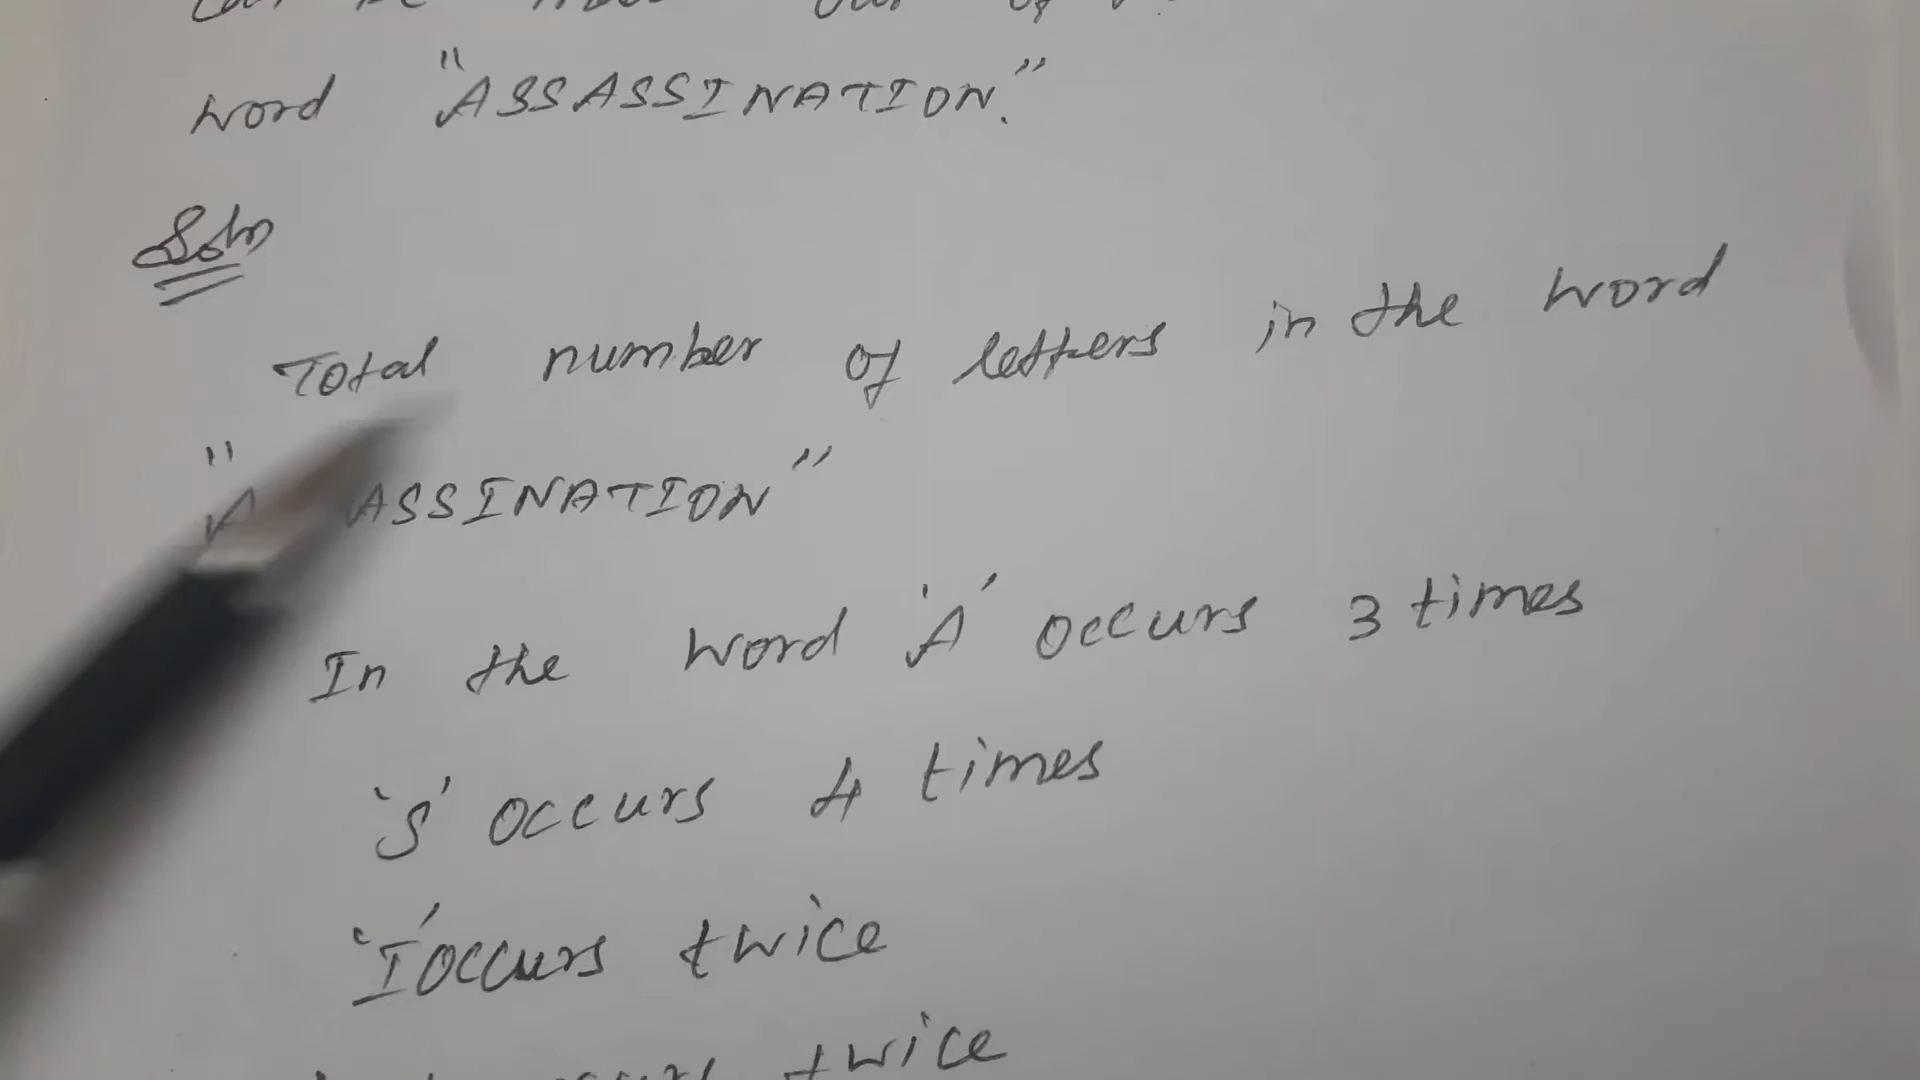 word "ASSASSINATION."
Soln
Total number of letters in the word
"A ASSINATION"
In the word 'A' occurs 3 times
'S' occurs 4 times
'I' occurs twice
twice